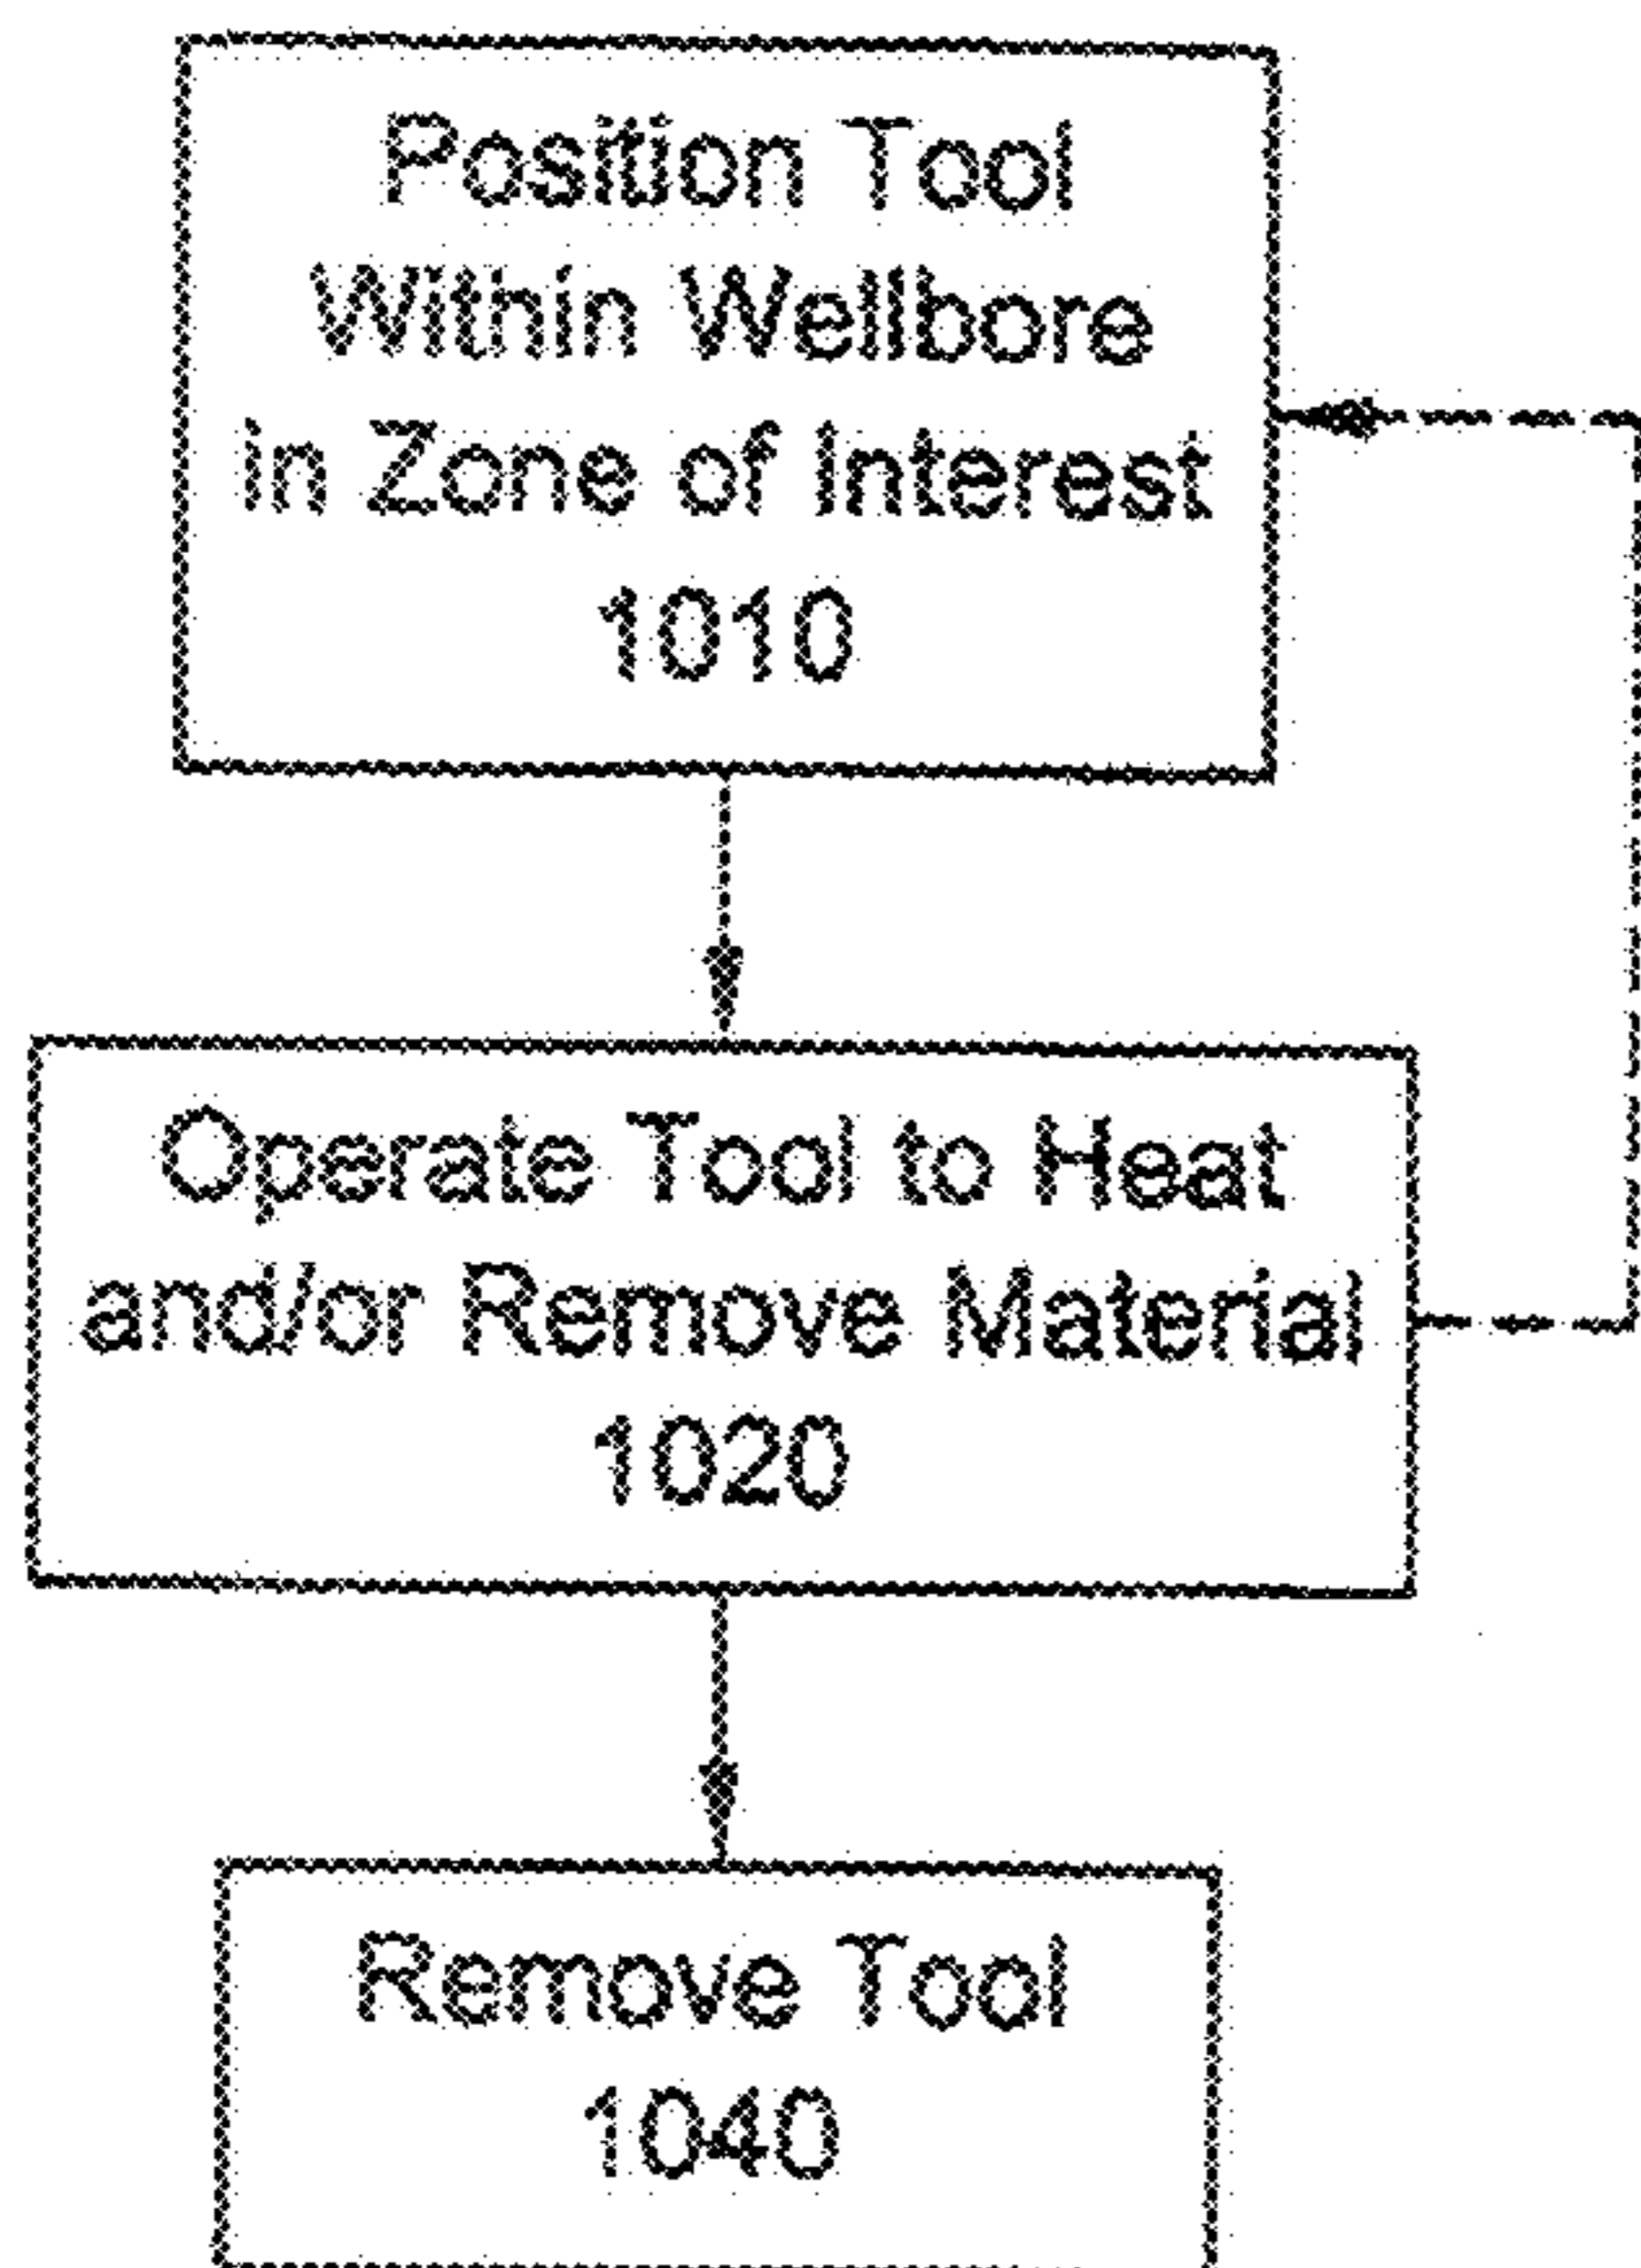 Position Tool
Within Wellbore
in Zone of Interest
1010
Operate Tool to Heat
and/or Remove Material
1020
Remove Tool
1040